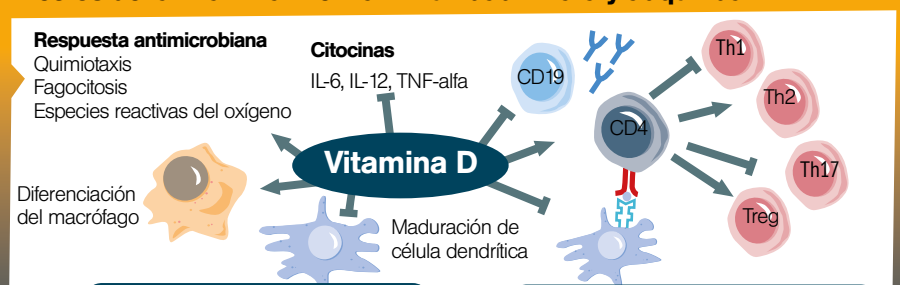 Respuesta antimicrobiana
Quimiotaxis
Fagocitosis
Especies reactivas del oxígeno
Citocinas
IL-6, IL-12, TNF-alfa
CD19
CD4
Th1
Th2
Th17
Treg
Vitamina D
Diferenciación
del macrófago
Maduración de
célula dendrítica